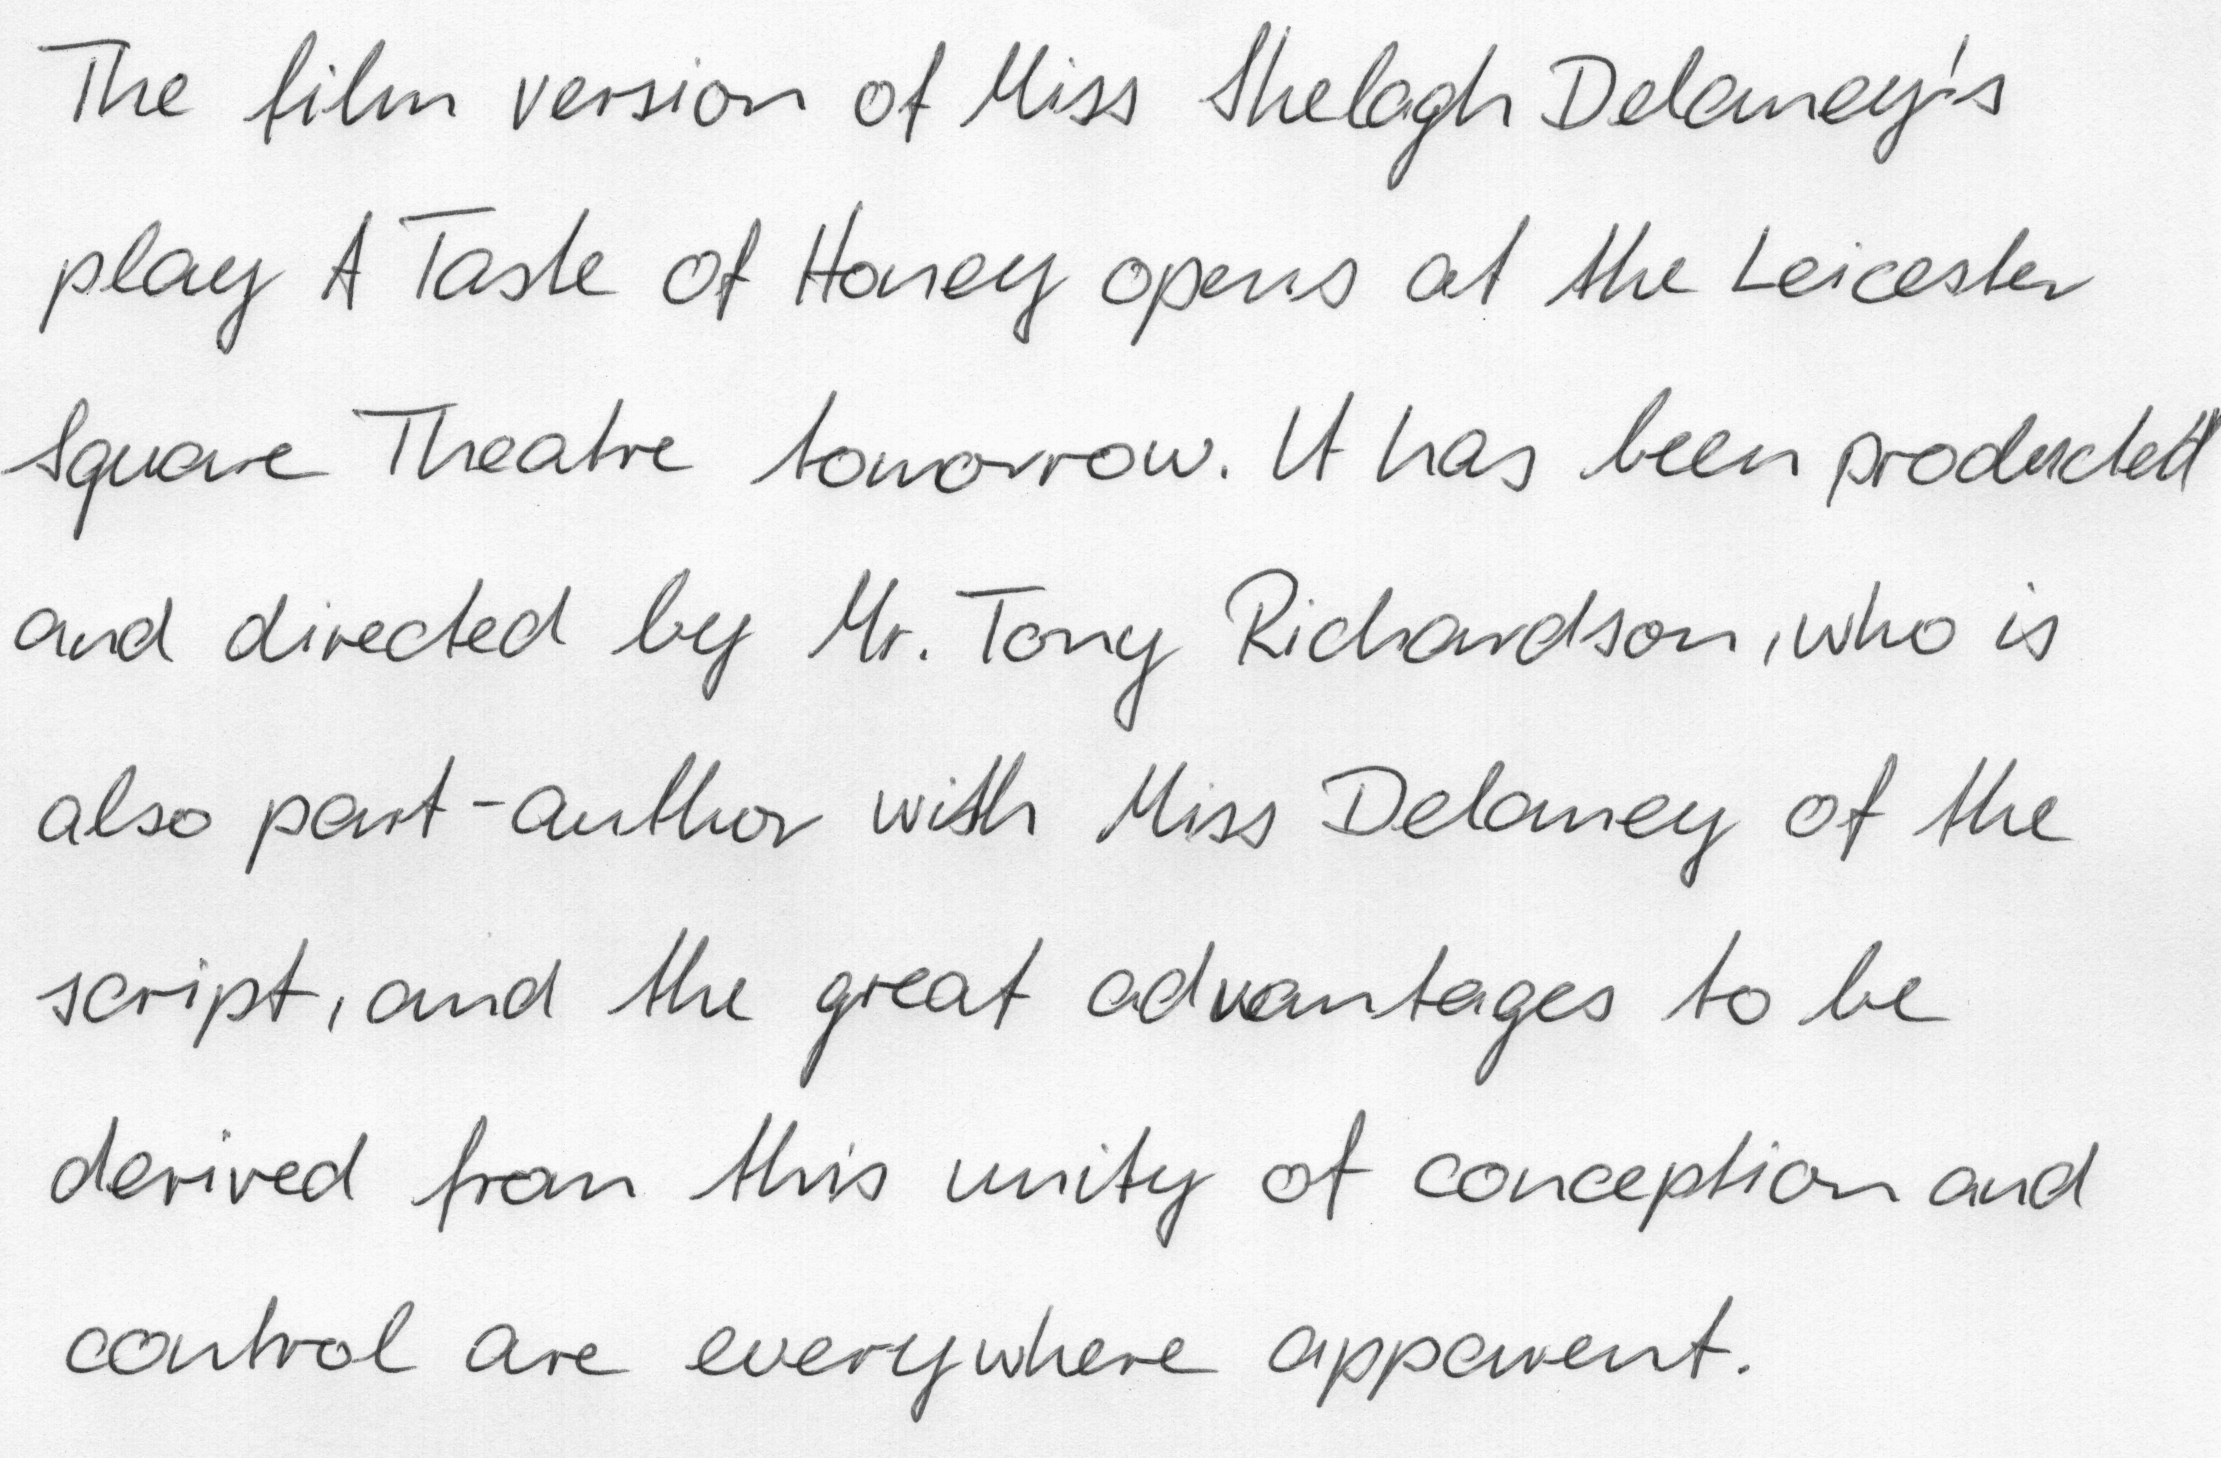 The film version of Miss Shelagh Delaney's
play A Taste of Honey opens at the Leicester
Square Theatre tomorrow. It has been producted
and directed by Mr. Tony Richardson, who is
also part-author with Miss Delaney of the
script, and the great advantages to be
derived from this unity of conception and
control are everywhere apparent.